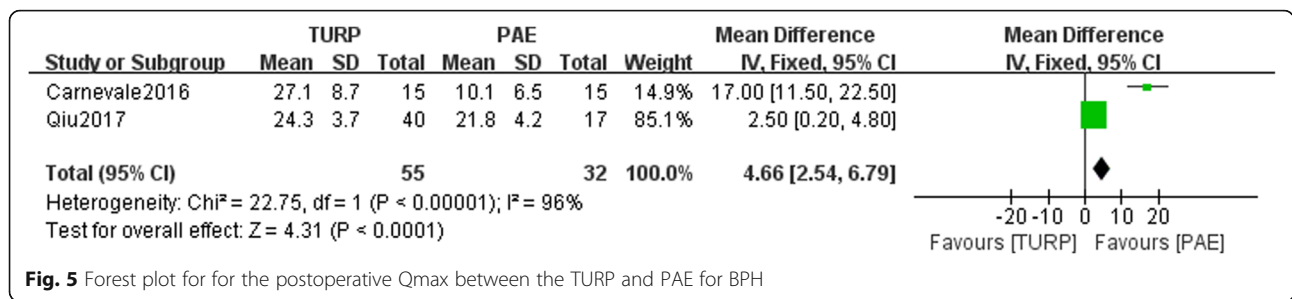 TURP PAE Mean Difference Mean Difference
Study or Subgroup Mean SD Total Mean SD Total Weight IV, Fixed, 95% CI IV, Fixed, 95% CI
Carnevale2016 27.1 8.7 15 10.1 6.5 15 14.9% 17.00 [11.50, 22.50]
Qiu2017 24.3 3.7 40 21.8 4.2 17 85.1% 2.50 [0.20, 4.80]
Total (95% CI) 55 32 100.0% 4.66 [2.54, 6.79]
Heterogeneity: Chi² = 22.75, df = 1 (P < 0.00001); I² = 96%
Test for overall effect: Z = 4.31 (P < 0.0001)
-20 -10 0 10 20
Favours [TURP] Favours [PAE]
Fig. 5 Forest plot for for the postoperative Qmax between the TURP and PAE for BPH